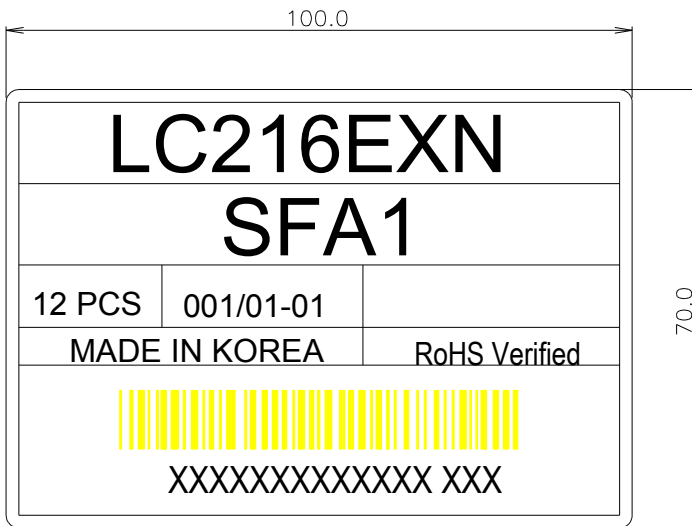 100.0
LC216EXN
SFA1
12 PCS 001/01-01
70.0
MADE IN KOREA RoHS Verified
XXXXXXXXXXXXX XXX